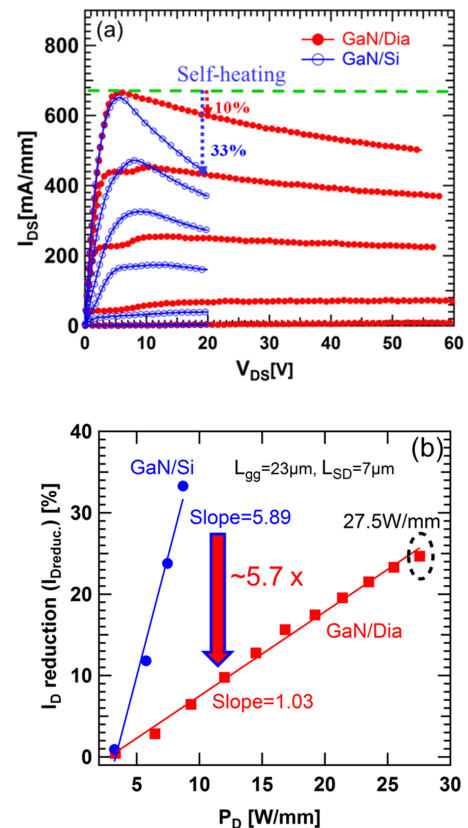 (a)
GaN/Dia
GaN/Si
Self-heating
10%
33%
800
600
400
200
0
I_DS[mA/mm]
0 10 20 30 40 50 60
V_DS[V]
(b)
L_gg=23µm, L_SD=7µm
GaN/Si
27.5W/mm
Slope=5.89
~5.7 x
GaN/Dia
Slope=1.03
40
30
20
10
0
I_D reduction (I_Dreduc.) [%]
5 10 15 20 25 30
P_D [W/mm]